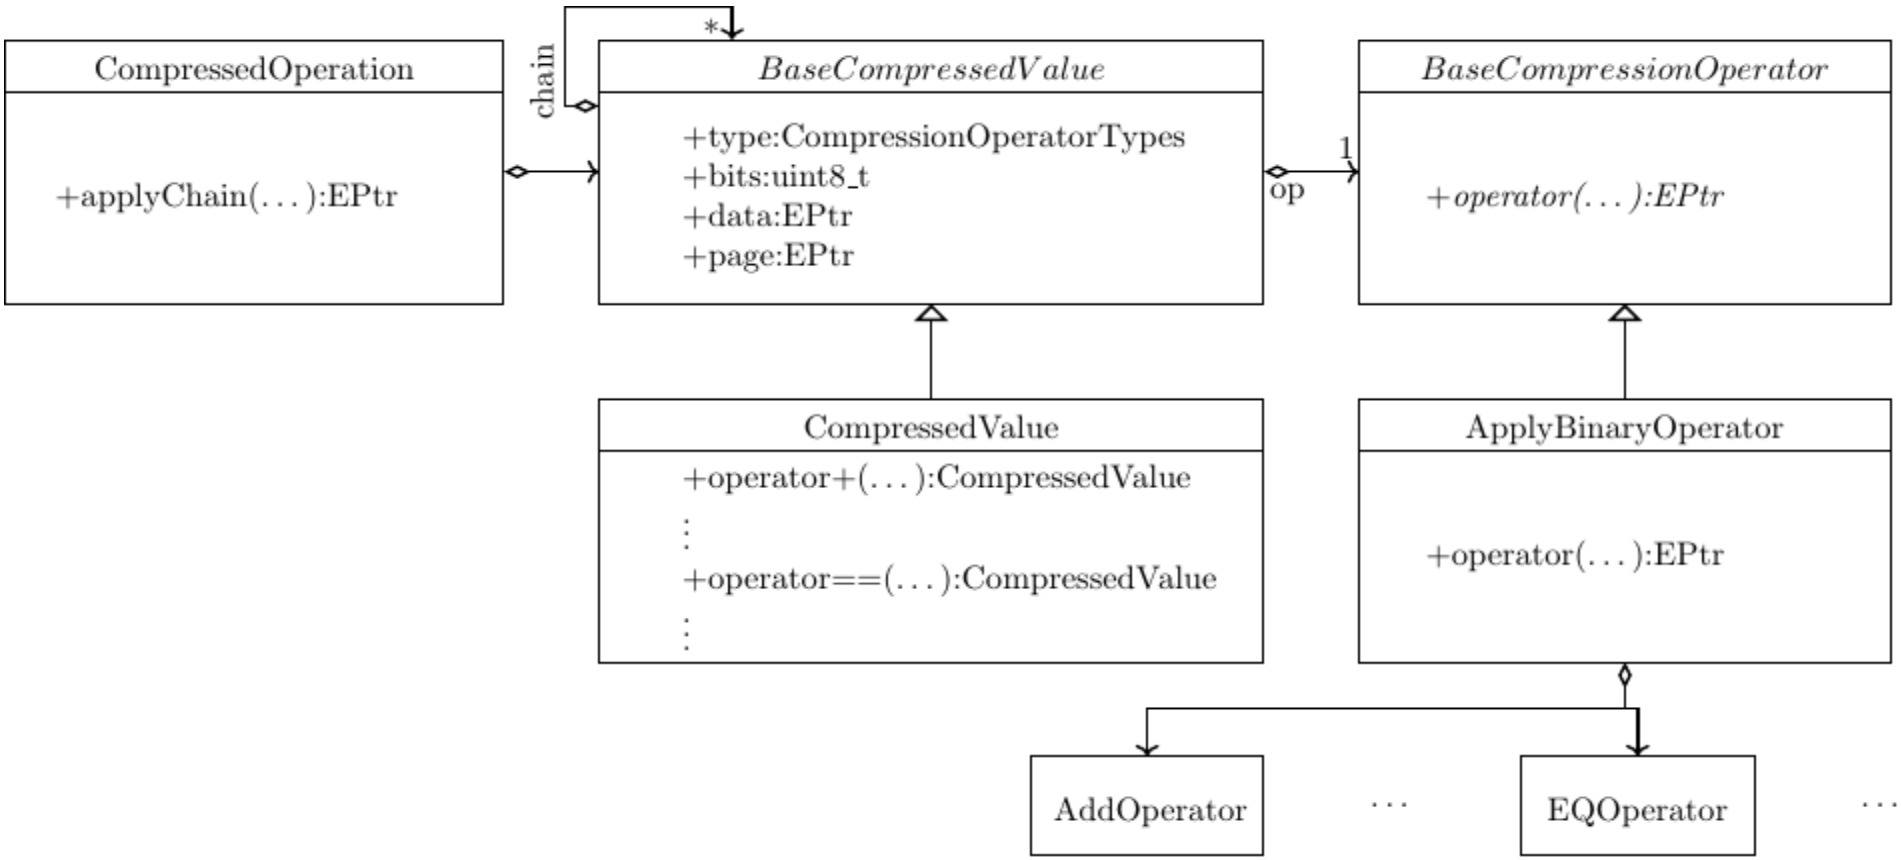 CompressedOperation
+applyChain(...):EPtr
chain
*
BaseCompressedValue
+type:CompressionOperatorTypes
+bits:uint8_t
+data:EPtr
+page:EPtr
1
op
BaseCompressionOperator
+operator(...):EPtr
CompressedValue
+operator+(...):CompressedValue
⋮
+operator==(...):CompressedValue
⋮
ApplyBinaryOperator
+operator(...):EPtr
AddOperator
...
EQOperator
...